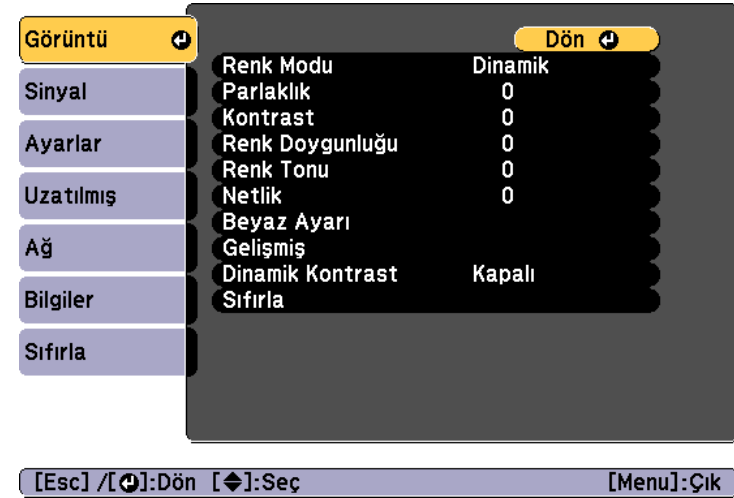 Görüntü
Sinyal
Ayarlar
Uzatılmış
Ağ
Bilgiler
Sıfırla
Dön
Renk Modu Dinamik
Parlaklık 0
Kontrast 0
Renk Doygunluğu 0
Renk Tonu 0
Netlik 0
Beyaz Ayarı
Gelişmiş
Dinamik Kontrast Kapalı
Sıfırla
[Esc] /[ ]:Dön [ ]:Seç [Menu]:Çık